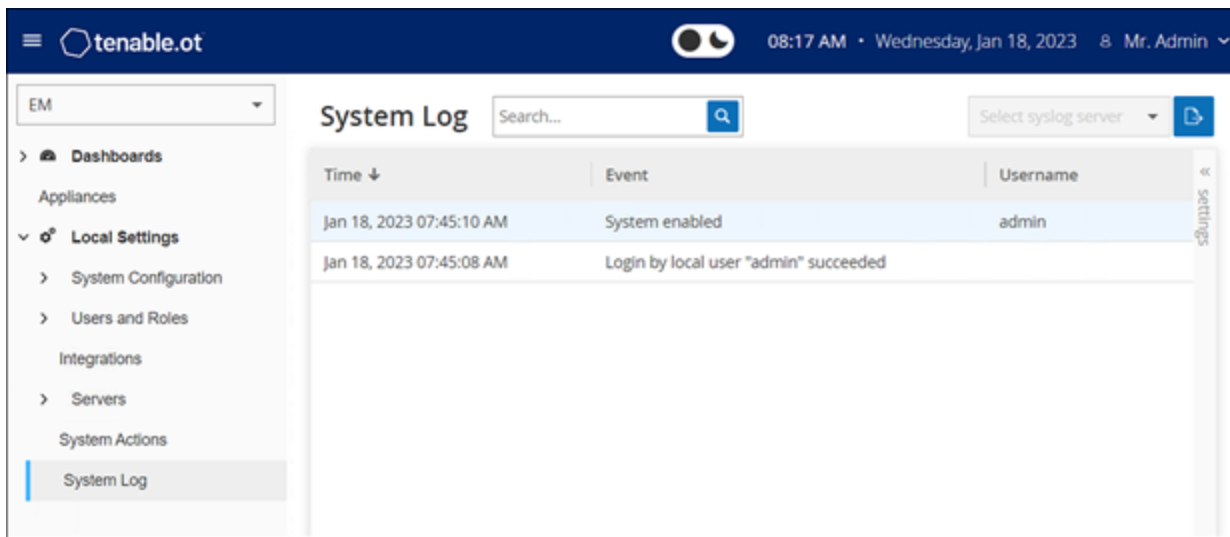 tenable.ot
08:17 AM • Wednesday, Jan 18, 2023 Mr. Admin
EM
System Log
Search...
Select syslog server
Dashboards
Appliances
Local Settings
System Configuration
Users and Roles
Integrations
Servers
System Actions
System Log
Time Event Username
Jan 18, 2023 07:45:10 AM System enabled admin
Jan 18, 2023 07:45:08 AM Login by local user "admin" succeeded
settings